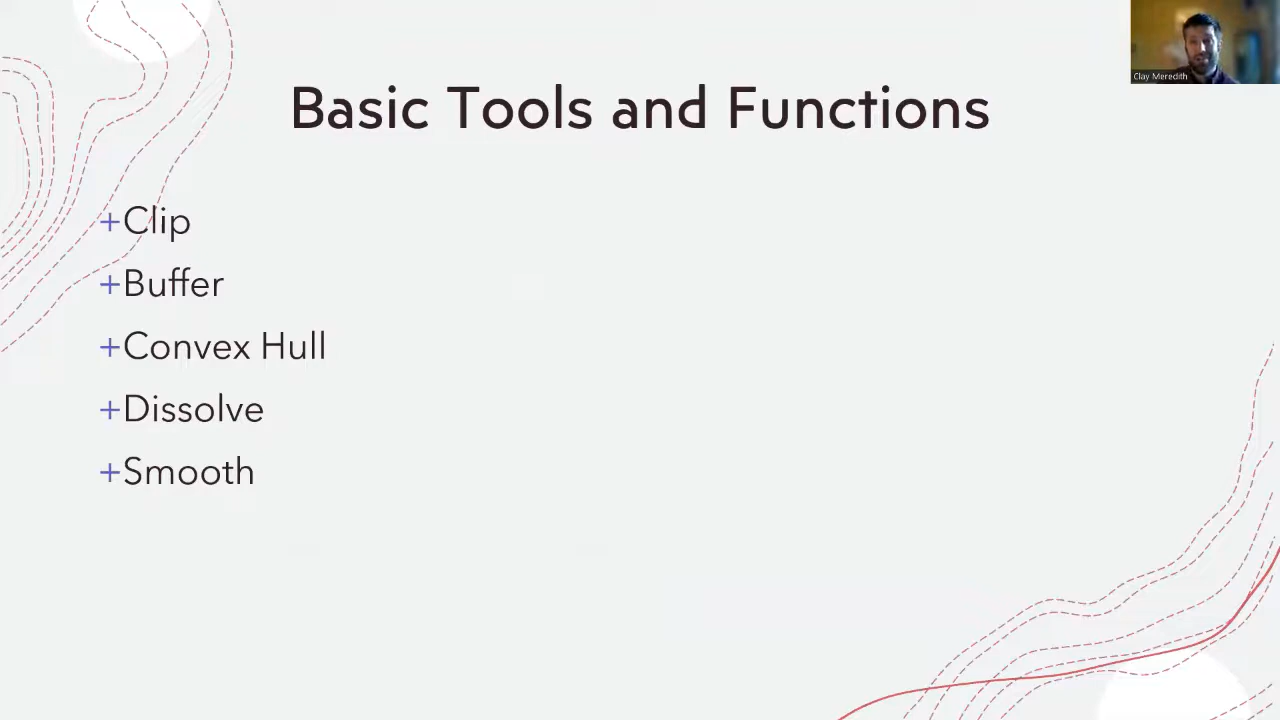 Clay Meredith
Basic Tools and Functions
+Clip
+Buffer
+Convex Hull
+Dissolve
+Smooth